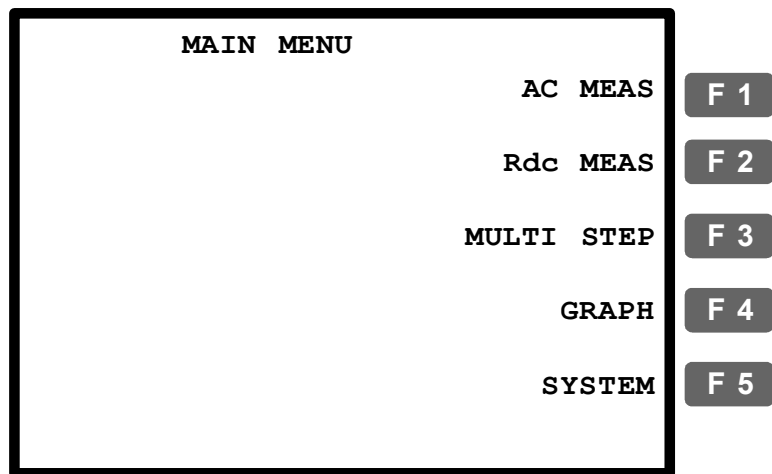 MAIN MENU
AC MEAS F 1
Rdc MEAS F 2
MULTI STEP F 3
GRAPH F 4
SYSTEM F 5